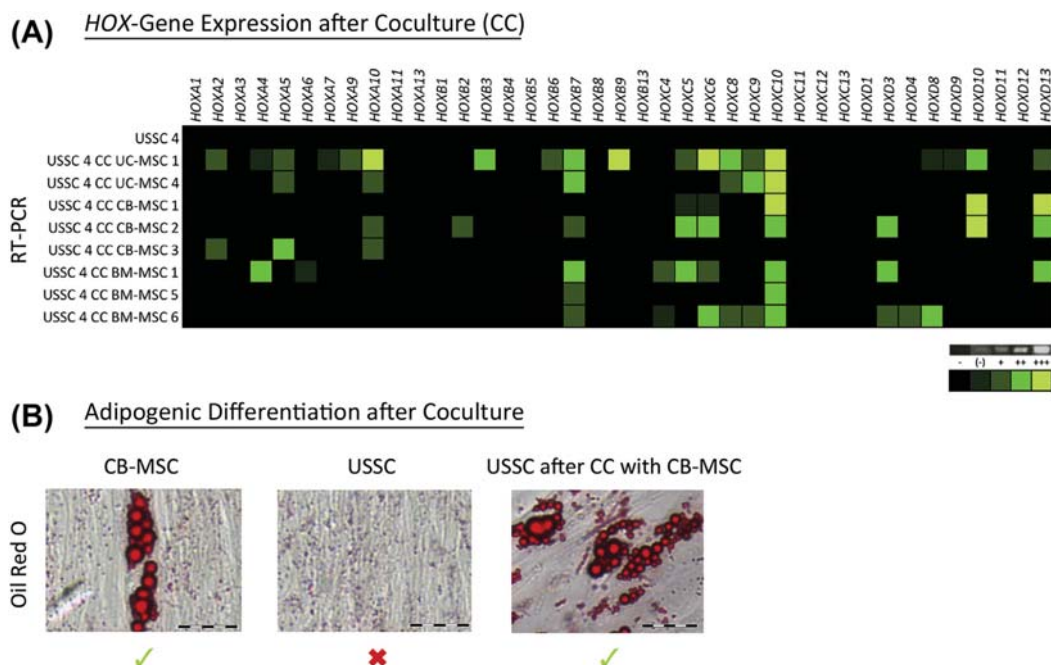 (A) HOX-Gene Expression after Coculture (CC)
HOXA1 HOXA2 HOXA3 HOXA4 HOXA5 HOXA6 HOXA7 HOXA9 HOXA10 HOXA11 HOXA13 HOXB1 HOXB2 HOXB3 HOXB4 HOXB5 HOXB6 HOXB7 HOXB8 HOXB9 HOXB13 HOXC4 HOXC5 HOXC6 HOXC8 HOXC9 HOXC10 HOXC11 HOXC12 HOXC13 HOXD1 HOXD3 HOXD4 HOXD8 HOXD9 HOXD10 HOXD11 HOXD12 HOXD13
RT-PCR
USSC 4
USSC 4 CC UC-MSC 1
USSC 4 CC UC-MSC 4
USSC 4 CC CB-MSC 1
USSC 4 CC CB-MSC 2
USSC 4 CC CB-MSC 3
USSC 4 CC BM-MSC 1
USSC 4 CC BM-MSC 5
USSC 4 CC BM-MSC 6
- (-) + ++ +++
(B) Adipogenic Differentiation after Coculture
CB-MSC USSC USSC after CC with CB-MSC
Oil Red O